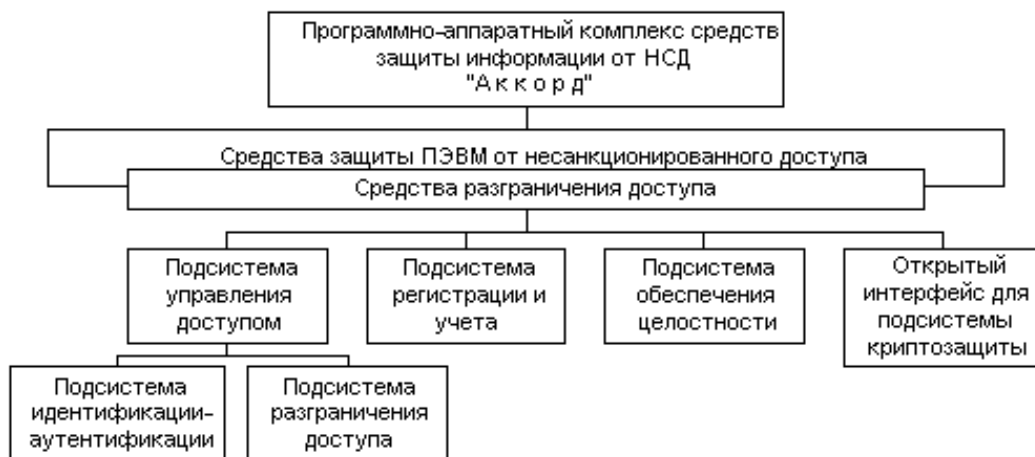 Программно-аппаратный комплекс средств
защиты информации от НСД
"А к к о р д"
Средства защиты ПЭВМ от несанкционированного доступа
Средства разграничения доступа
Подсистема
управления
доступом
Подсистема
регистрации и
учета
Подсистема
обеспечения
целостности
Открытый
интерфейс для
подсистемы
криптозащиты
Подсистема
идентификации-
аутентификации
Подсистема
разграничения
доступа